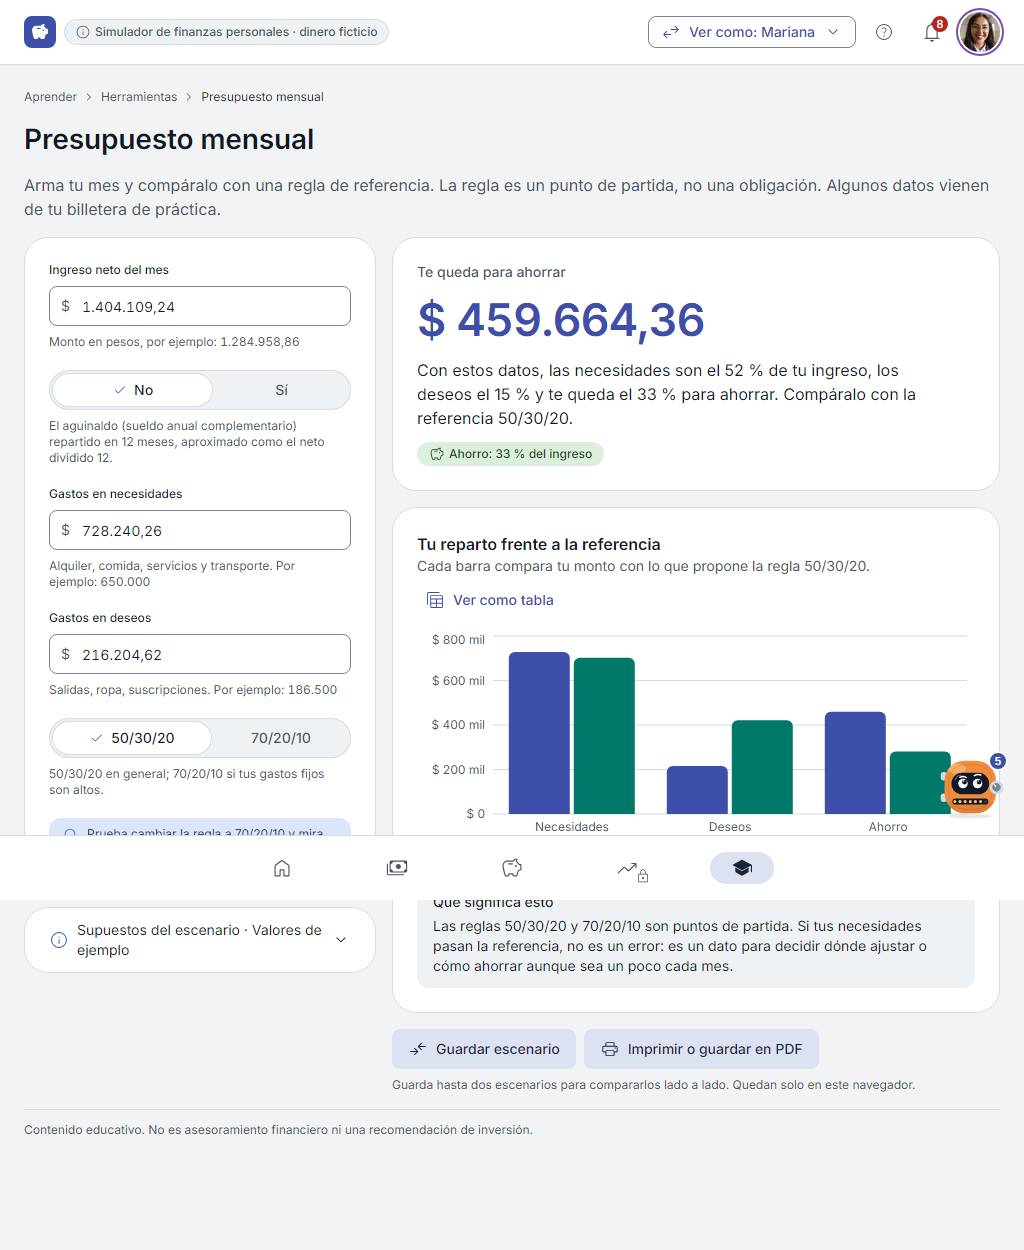 Simulador de finanzas personales · dinero ficticio
Ver como: Mariana
8
Aprender
Herramientas
Presupuesto mensual
Presupuesto mensual
Arma tu mes y compáralo con una regla de referencia. La regla es un punto de partida, no una obligación. Algunos datos vienen
de tu billetera de práctica.
Ingreso neto del mes
$ 1.404.109,24
Monto en pesos, por ejemplo: 1.284.958,86
No
Sí
El aguinaldo (sueldo anual complementario)
repartido en 12 meses, aproximado como el neto
dividido 12.
Gastos en necesidades
$ 728.240,26
Alquiler, comida, servicios y transporte. Por
ejemplo: 650.000
Gastos en deseos
$ 216.204,62
Salidas, ropa, suscripciones. Por ejemplo: 186.500
50/30/20
70/20/10
50/30/20 en general; 70/20/10 si tus gastos fijos
son altos.
Prueba cambiar la regla a 70/20/10 y mira
Supuestos del escenario · Valores de
ejemplo
Te queda para ahorrar
$ 459.664,36
Con estos datos, las necesidades son el 52 % de tu ingreso, los
deseos el 15 % y te queda el 33 % para ahorrar. Compáralo con la
referencia 50/30/20.
Ahorro: 33 % del ingreso
Tu reparto frente a la referencia
Cada barra compara tu monto con lo que propone la regla 50/30/20.
Ver como tabla
$ 800 mil
$ 600 mil
$ 400 mil
$ 200 mil
$ 0
Necesidades
Deseos
Ahorro
5
Qué significa esto
Las reglas 50/30/20 y 70/20/10 son puntos de partida. Si tus necesidades
pasan la referencia, no es un error: es un dato para decidir dónde ajustar o
cómo ahorrar aunque sea un poco cada mes.
Guardar escenario
Imprimir o guardar en PDF
Guarda hasta dos escenarios para compararlos lado a lado. Quedan solo en este navegador.
Contenido educativo. No es asesoramiento financiero ni una recomendación de inversión.